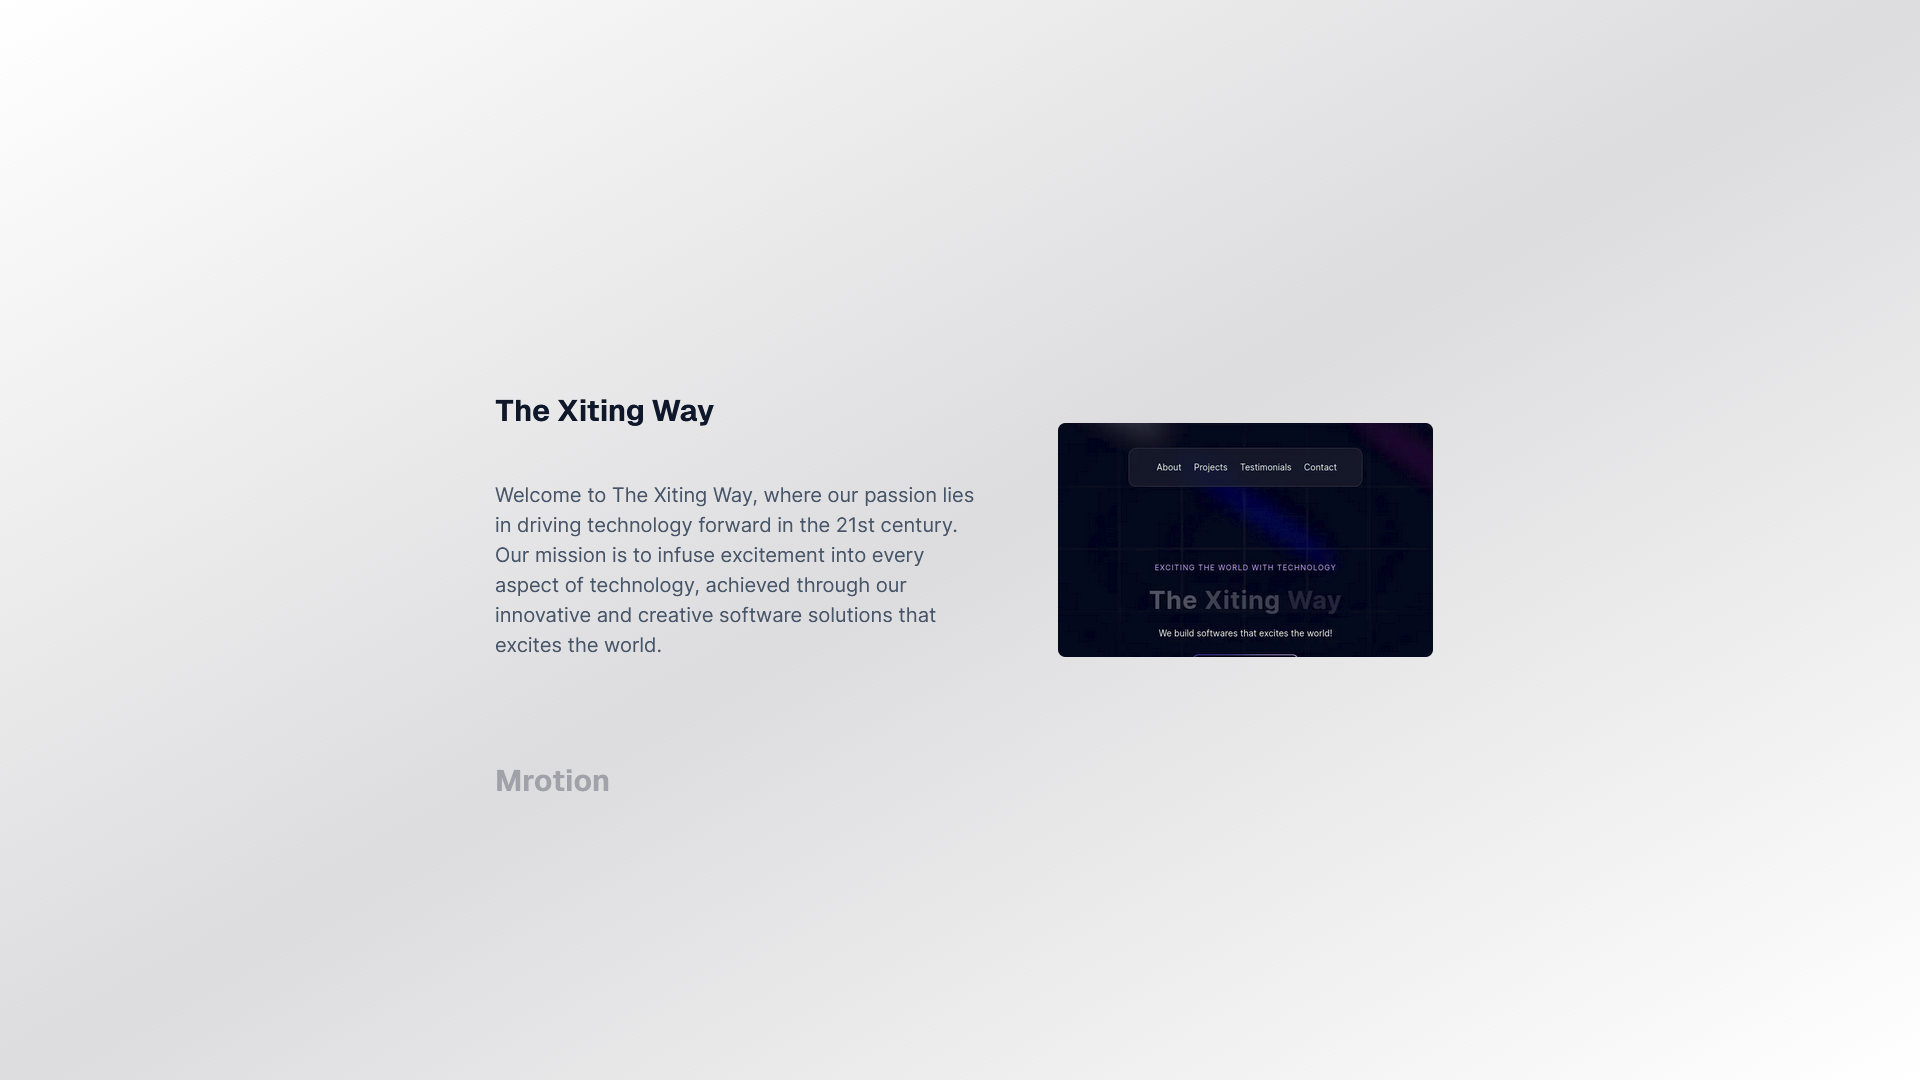 The Xiting Way
Welcome to The Xiting Way, where our passion lies
in driving technology forward in the 21st century.
Our mission is to infuse excitement into every
aspect of technology, achieved through our
innovative and creative software solutions that
excites the world.
Mrotion
About Projects Testimonials Contact
EXCITING THE WORLD WITH TECHNOLOGY
The Xiting Way
We build softwares that excites the world!